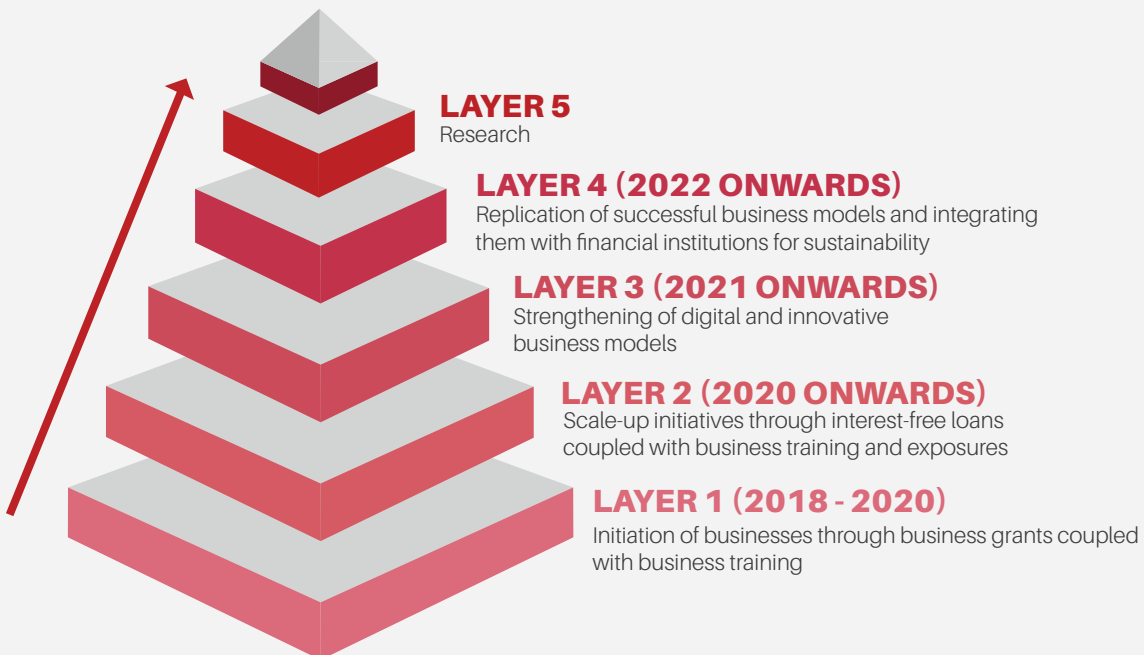 LAYER 5
Research
LAYER 4 (2022 ONWARDS)
Replication of successful business models and integrating
them with financial institutions for sustainability
LAYER 3 (2021 ONWARDS)
Strengthening of digital and innovative
business models
LAYER 2 (2020 ONWARDS)
Scale-up initiatives through interest-free loans
coupled with business training and exposures
LAYER 1 (2018 - 2020)
Initiation of businesses through business grants coupled
with business training